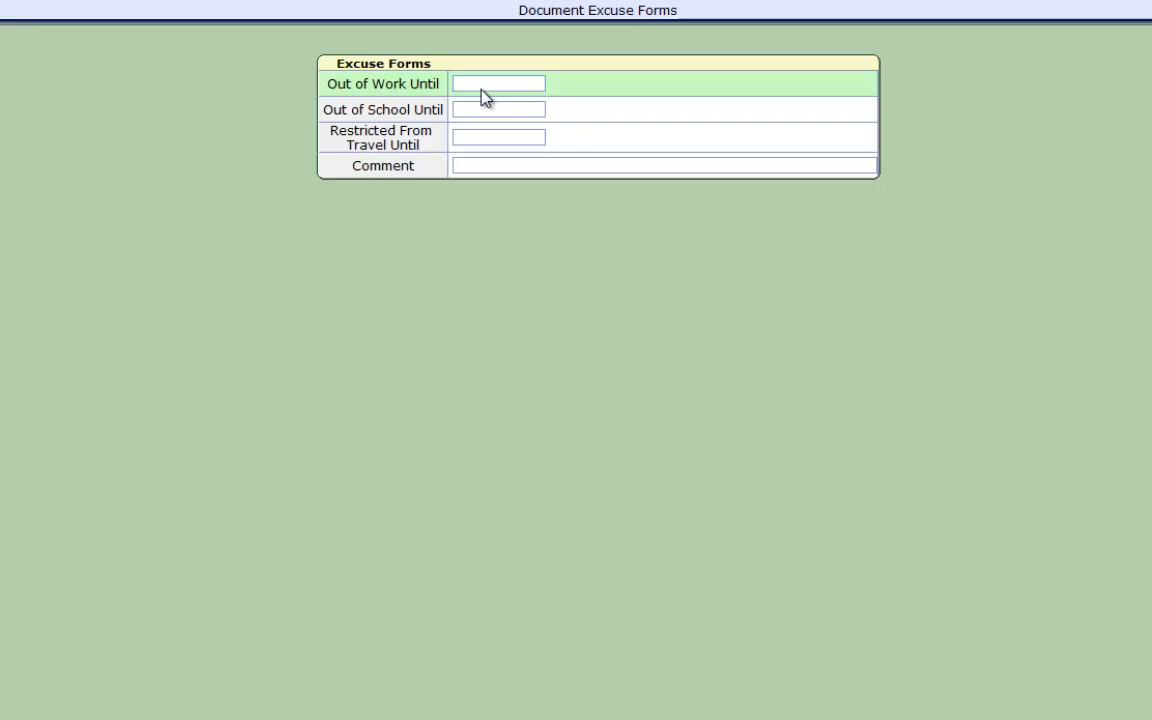 Document Excuse Forms
Excuse Forms
Out of Work Until
Out of School Until
Restricted From
Travel Until
Comment